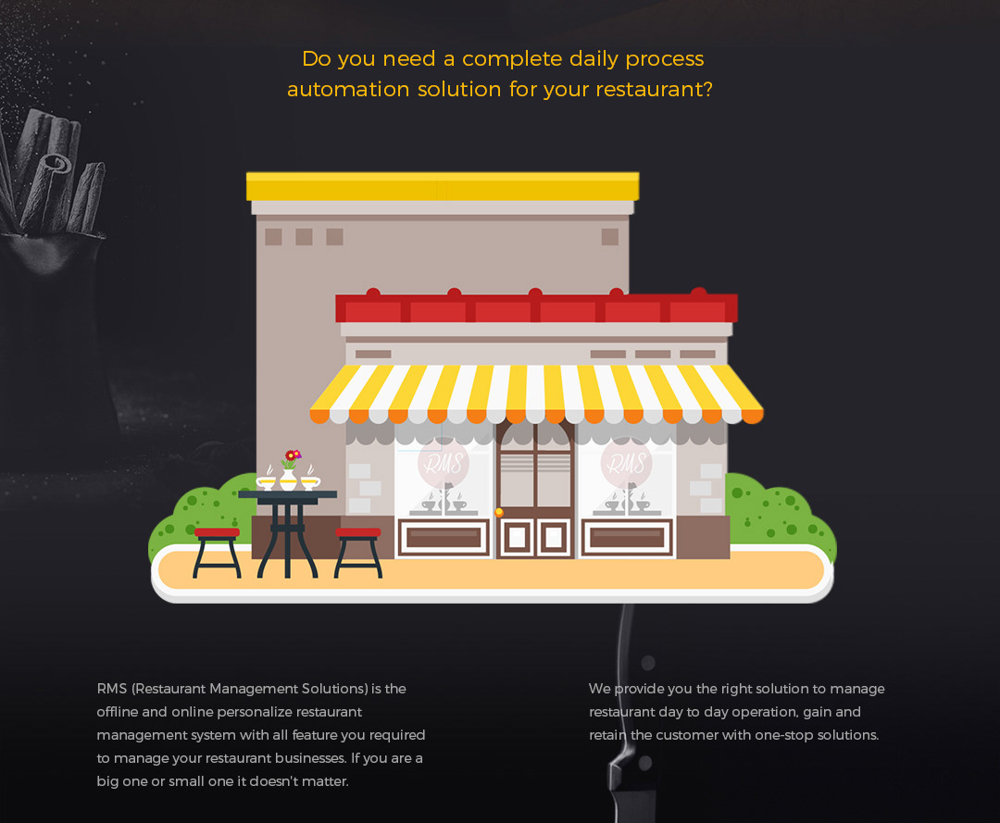 Do you need a complete daily process
automation solution for your restaurant?
RMS
RMS
RMS (Restaurant Management Solutions) is the
offline and online personalize restaurant
management system with all feature you required
to manage your restaurant businesses. If you are a
big one or small one it doesn't matter.
We provide you the right solution to manage
restaurant day to day operation, gain and
retain the customer with one-stop solutions.